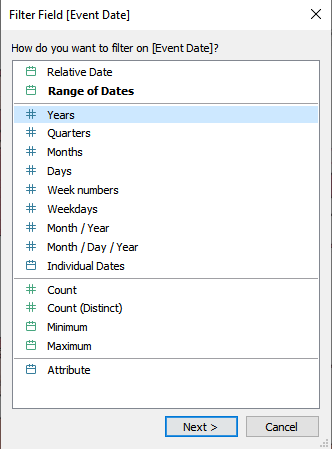 Filter Field [Event Date]
How do you want to filter on [Event Date]?
Relative Date
Range of Dates
Years
Quarters
Months
Days
Week numbers
Weekdays
Month / Year
Month / Day / Year
Individual Dates
Count
Count (Distinct)
Minimum
Maximum
Attribute
Next > Cancel